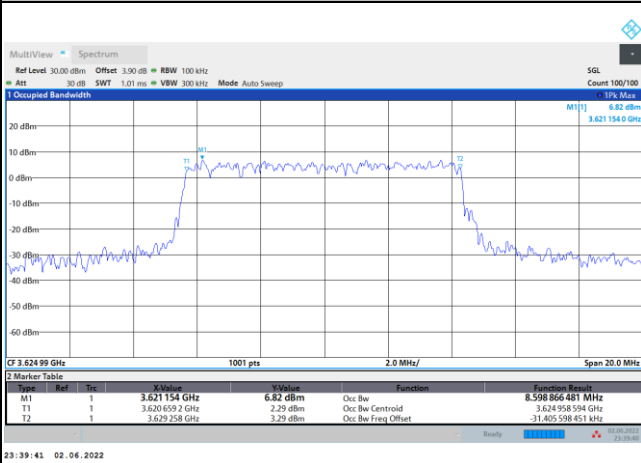 MultiView Spectrum
Ref Level 30.00 dBm Offset 3.90 dB RBW 100 kHz SGL
Att 30 dB SWT 1.01 ms VBW 300 kHz Mode Auto Sweep Count 100/100
1 Occupied Bandwidth 1Pk Max
M1[1] 6.82 dBm
3.621 154 0 GHz
20 dBm
10 dBm
M1
T1
T2
0 dBm
-10 dBm
-20 dBm
-30 dBm
-40 dBm
-50 dBm
-60 dBm
CF 3.624 99 GHz 1001 pts 2.0 MHz/ Span 20.0 MHz
2 Marker Table
Type Ref Trc X-Value Y-Value Function Function Result
M1 1 3.621 154 GHz 6.82 dBm Occ Bw 8.598 866 481 MHz
T1 1 3.620 659 2 GHz 2.29 dBm Occ Bw Centroid 3.624 958 594 GHz
T2 1 3.629 258 GHz 3.29 dBm Occ Bw Freq Offset -31.405 598 451 kHz
Ready 02.06.2022
23:39:40
23:39:41 02.06.2022